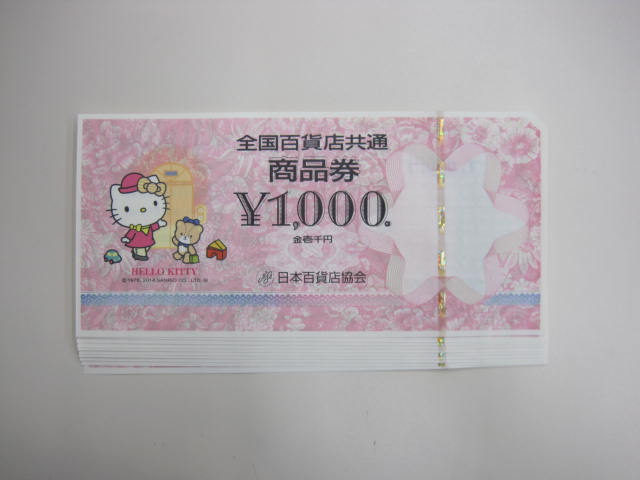 全国百貨店共通
商品券
¥1,000.
金壱千円
HELLO KITTY
日本百貨店協会